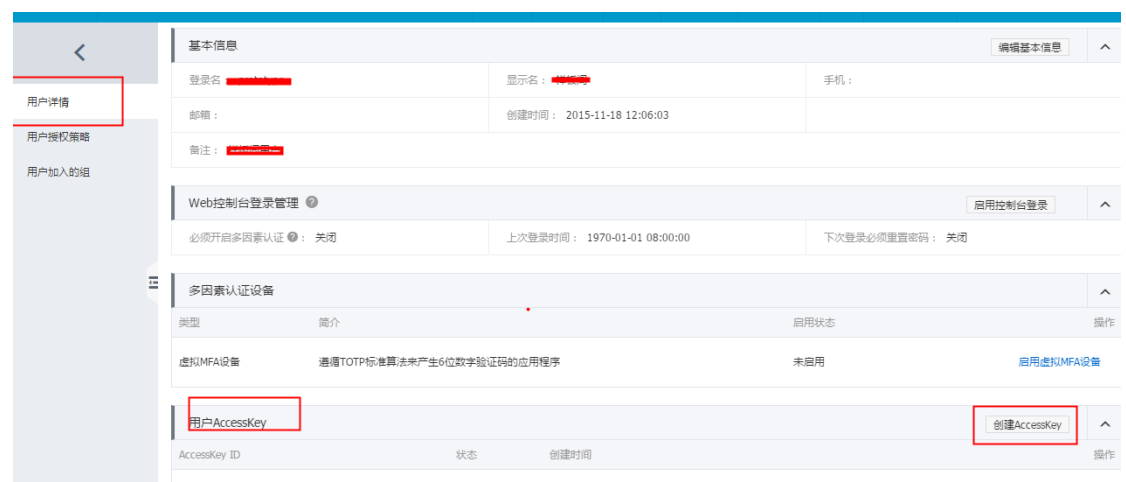 基本信息
编辑基本信息
登录名：
显示名：
手机：
用户详情
邮箱：
创建时间： 2015-11-18 12:06:03
用户授权策略
备注：
用户加入的组
Web控制台登录管理
启用控制台登录
必须开启多因素认证 ： 关闭
上次登录时间： 1970-01-01 08:00:00
下次登录必须重置密码： 关闭
多因素认证设备
类型
简介
启用状态
操作
虚拟MFA设备
遵循TOTP标准算法来产生6位数字验证码的应用程序
未启用
启用虚拟MFA设备
用户AccessKey
创建AccessKey
AccessKey ID
状态
创建时间
操作